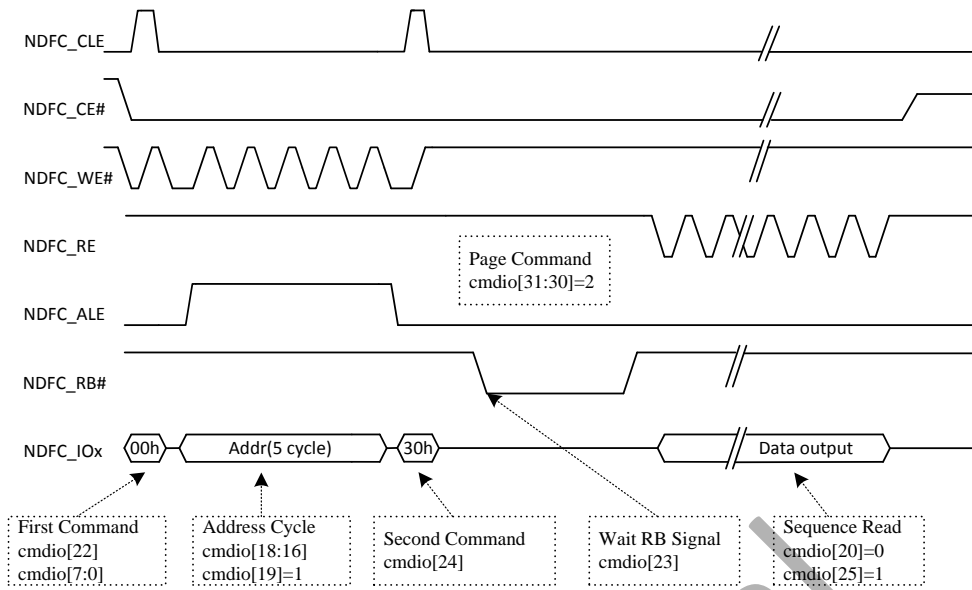 NDFC_CLE
NDFC_CE#
NDFC_WE#
NDFC_RE
Page Command
cmdio[31:30]=2
NDFC_ALE
NDFC_RB#
NDFC_IOx
00h
Addr(5 cycle)
30h
Data output
First Command
cmdio[22]
cmdio[7:0]
Address Cycle
cmdio[18:16]
cmdio[19]=1
Second Command
cmdio[24]
Wait RB Signal
cmdio[23]
Sequence Read
cmdio[20]=0
cmdio[25]=1